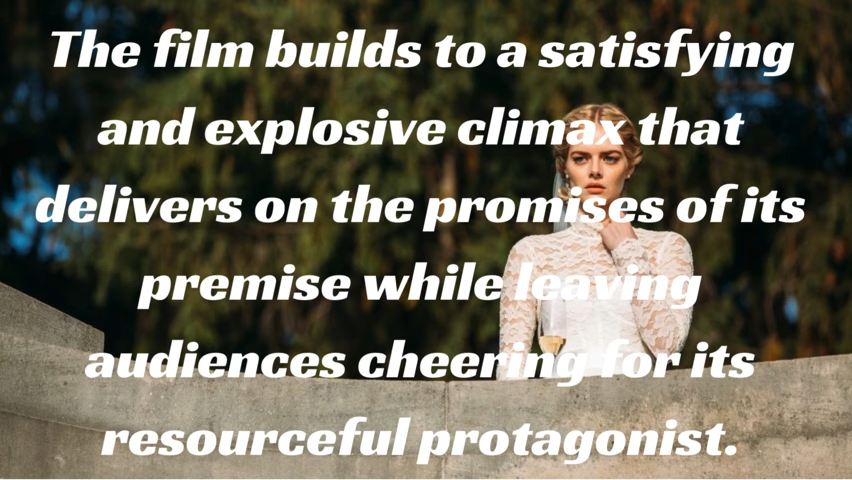 The film builds to a satisfying
and explosive climax that
delivers on the promises of its
premise while leaving
audiences cheering for its
resourceful protagonist.